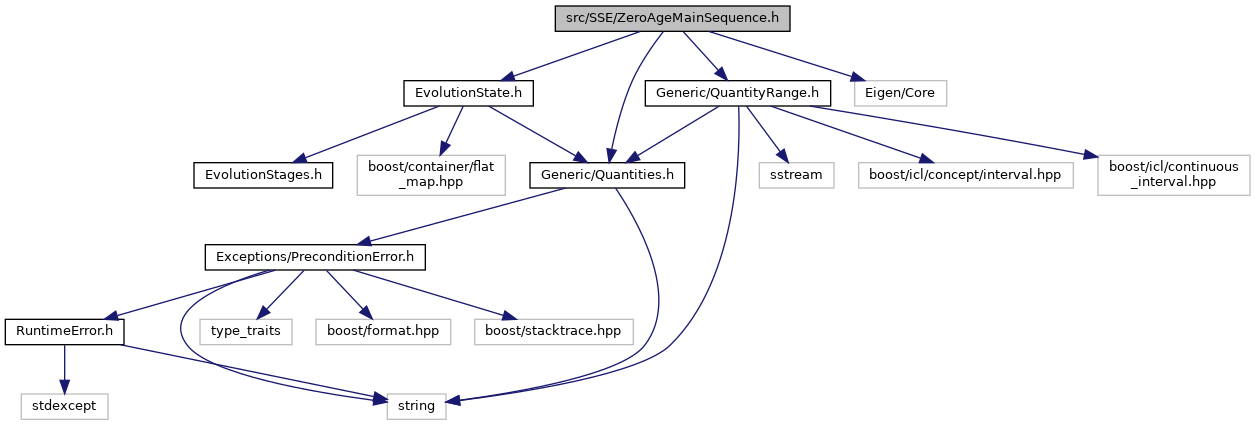 src/SSE/ZeroAgeMainSequence.h
EvolutionState.h
Generic/QuantityRange.h
Eigen/Core
EvolutionStages.h
boost/container/flat
_map.hpp
Generic/Quantities.h
sstream
boost/icl/concept/interval.hpp
boost/icl/continuous
_interval.hpp
Exceptions/PreconditionError.h
RuntimeError.h
type_traits
boost/format.hpp
boost/stacktrace.hpp
stdexcept
string